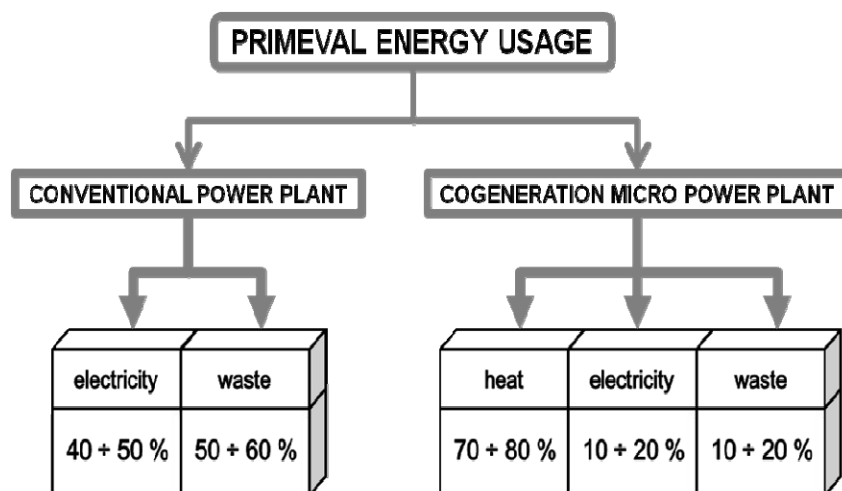 PRIMEVAL ENERGY USAGE
CONVENTIONAL POWER PLANT
COGENERATION MICRO POWER PLANT
electricity waste
40 ÷ 50 % 50 ÷ 60 %
heat electricity waste
70 ÷ 80 % 10 ÷ 20 % 10 ÷ 20 %